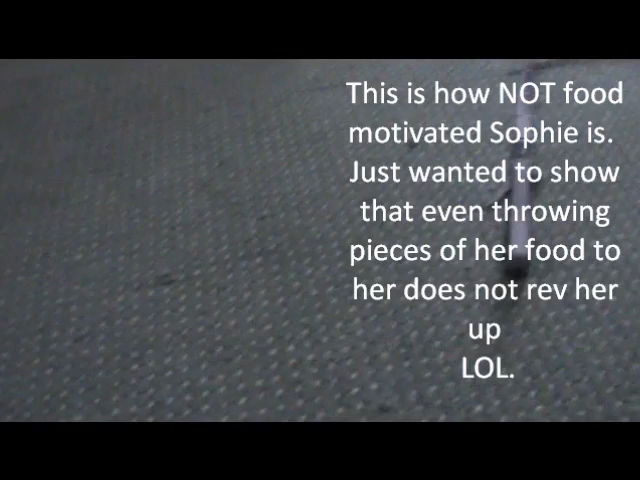 This is how NOT food
motivated Sophie is.
Just wanted to show
that even throwing
pieces of her food to
her does not rev her
up
LOL.